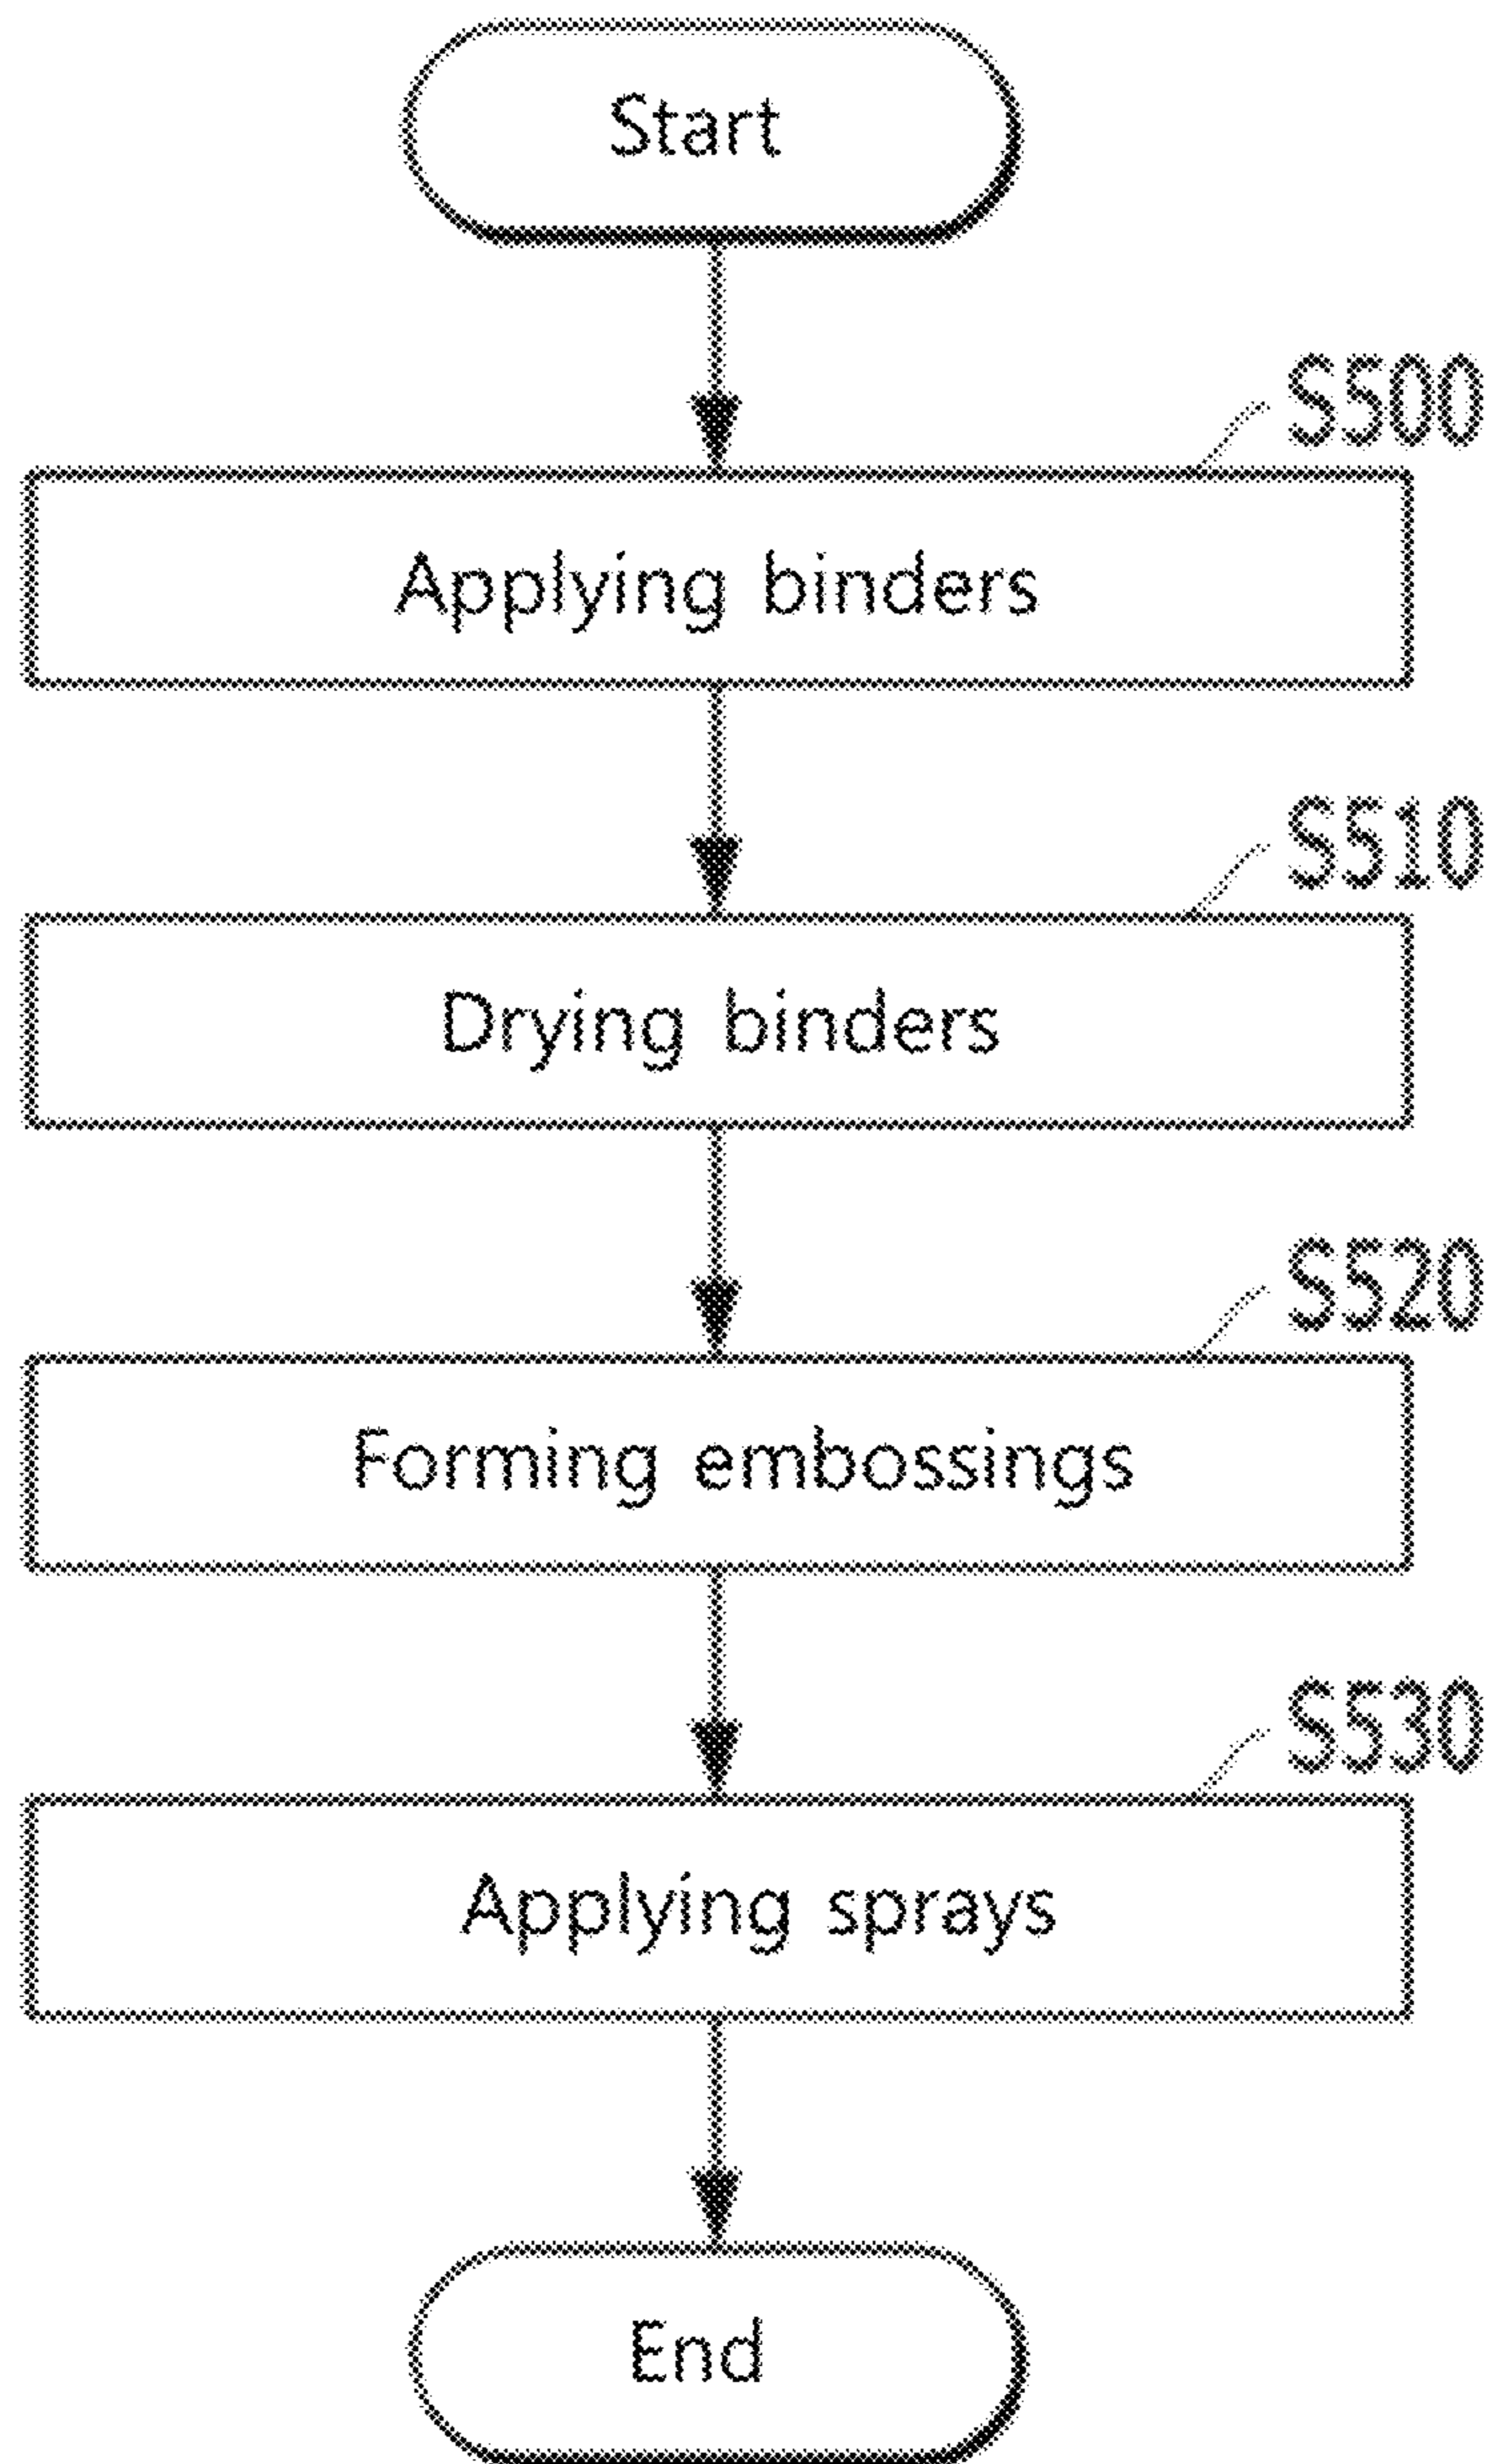 Start
S500
Applying binders
S510
Drying binders
S520
Forming embossings
S530
Applying sprays
End